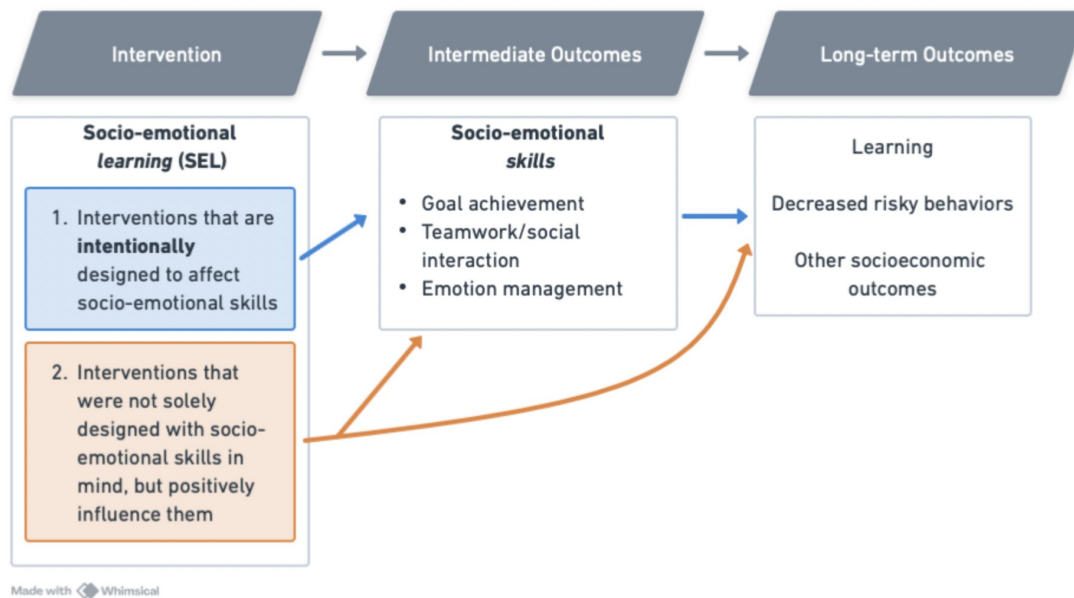 Intervention
Intermediate Outcomes
Long-term Outcomes
Socio-emotional
learning (SEL)
1. Interventions that are
intentionally
designed to affect
socio-emotional skills
2. Interventions that
were not solely
designed with socio-
emotional skills in
mind, but positively
influence them
Socio-emotional
skills
• Goal achievement
• Teamwork/social
interaction
• Emotion management
Learning
Decreased risky behaviors
Other socioeconomic
outcomes
Made with Whimsical